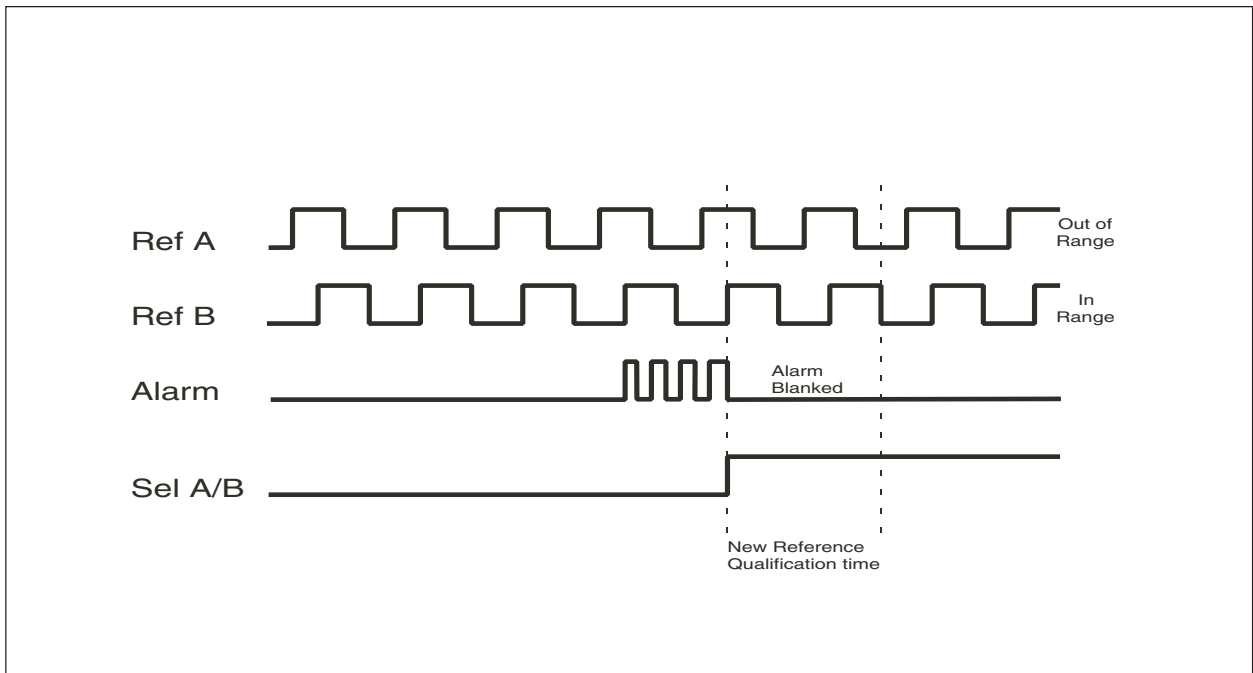 Ref A
Out of
Range
Ref B
In
Range
Alarm
Alarm
Blanked
Sel A/B
New Reference
Qualification time